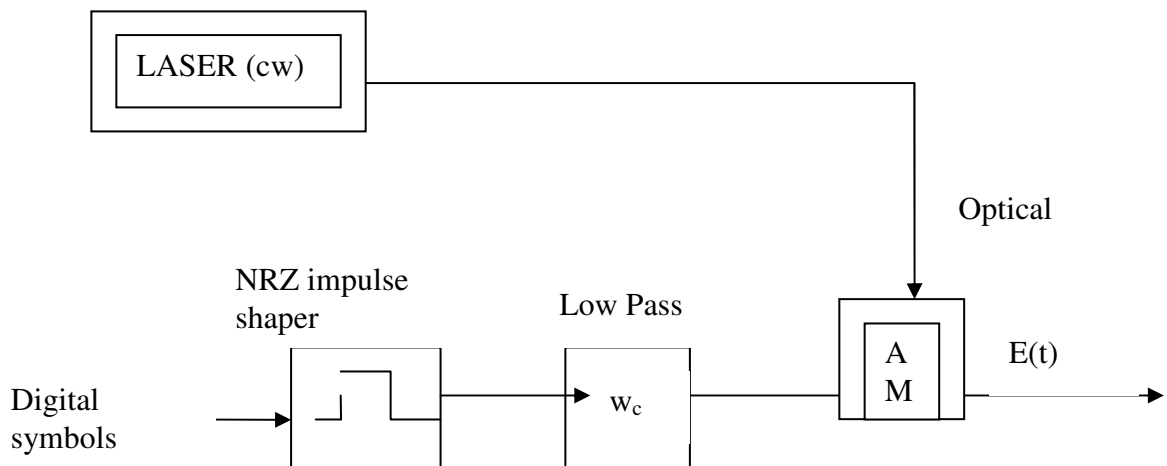 LASER (cw)
Optical
NRZ impulse
shaper
Low Pass
A
M
E(t)
Digital
symbols
w_c